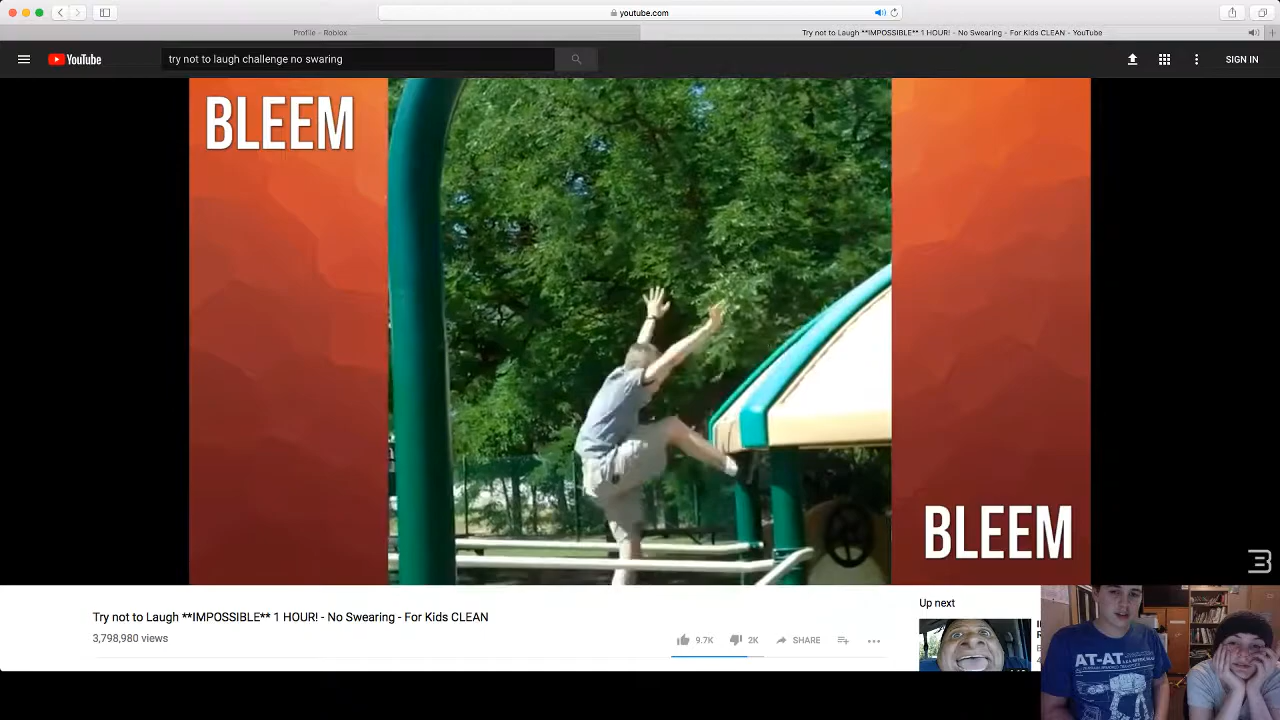 youtube.com
Profile - Roblox
Try not to Laugh **IMPOSSIBLE** 1 HOUR! - No Swearing - For Kids CLEAN - YouTube
YouTube
try not to laugh challenge no swaring
SIGN IN
BLEEM
BLEEM
Try not to Laugh **IMPOSSIBLE** 1 HOUR! - No Swearing - For Kids CLEAN
3,798,980 views
9.7K
2K
SHARE
Up next
AT-AT